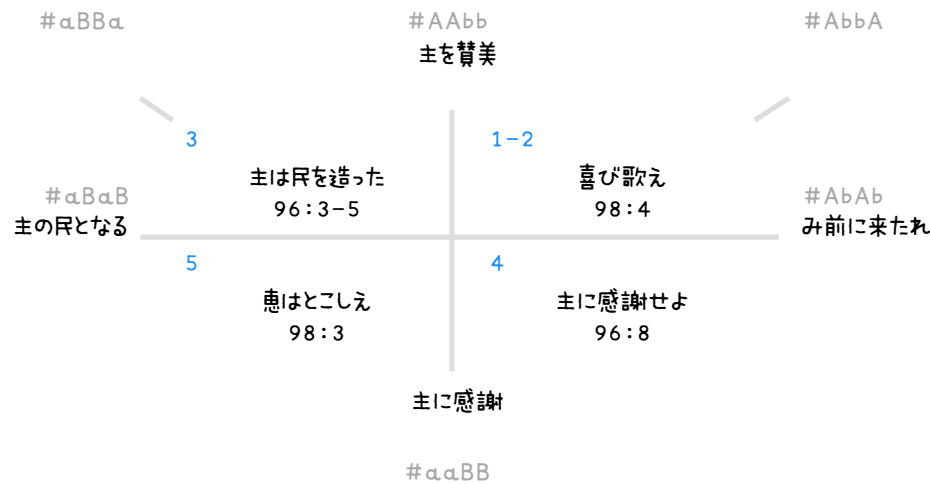 #aBBa
#AAbb
#AbbA
主を賛美
3
1-2
主は民を造った
96:3-5
喜び歌え
98:4
#aBaB
主の民となる
#AbAb
み前に来たれ
5
4
恵はとこしえ
98:3
主に感謝せよ
96:8
主に感謝
#aaBB